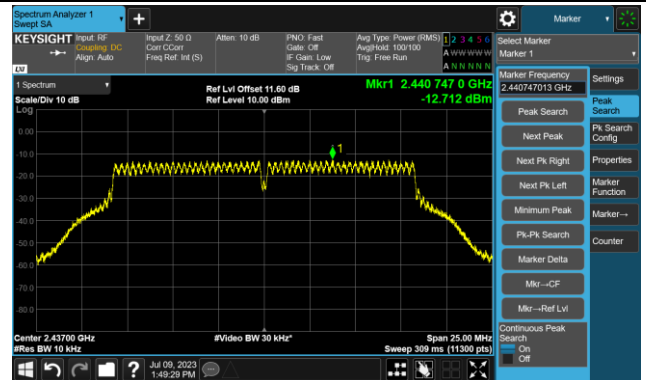 Spectrum Analyzer 1
Swept SA
+
Marker
KEYSIGHT
Input: RF
Coupling: DC
Align: Auto
Input Z: 50 Ω
Corr CCorr
Freq Ref: Int (S)
Atten: 10 dB
PNO: Fast
Gate: Off
IF Gain: Low
Sig Track: Off
Avg Type: Power (RMS)
Avg|Hold: 100/100
Trig: Free Run
1 2 3 4 5 6
A W W W W W
A N N N N N
LXI
Select Marker
Marker 1
1 Spectrum
Scale/Div 10 dB
Log
Ref Lvl Offset 11.60 dB
Ref Level 10.00 dBm
Mkr1 2.440 747 0 GHz
-12.712 dBm
0.00
-10.0
-20.0
-30.0
-40.0
-50.0
-60.0
-70.0
-80.0
1
Center 2.43700 GHz
#Res BW 10 kHz
#Video BW 30 kHz*
Span 25.00 MHz
Sweep 309 ms (11300 pts)
Marker Frequency
2.440747013 GHz
Peak Search
Next Peak
Next Pk Right
Next Pk Left
Minimum Peak
Pk-Pk Search
Marker Delta
Mkr→CF
Mkr→Ref Lvl
Continuous Peak
Search
On
Off
Settings
Peak
Search
Pk Search
Config
Properties
Marker
Function
Marker→
Counter
?
Jul 09, 2023
1:49:29 PM